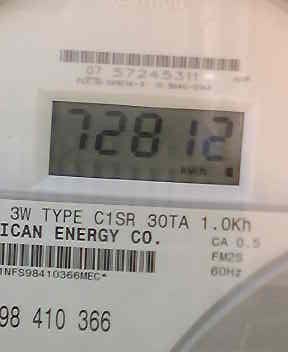 07 57245311
72812
KWH
3W TYPE C1SR 30TA 1.0Kh
ICAN ENERGY CO.
CA 0.5
FM2S
60Hz
1NFS98410366MEC*
98 410 366